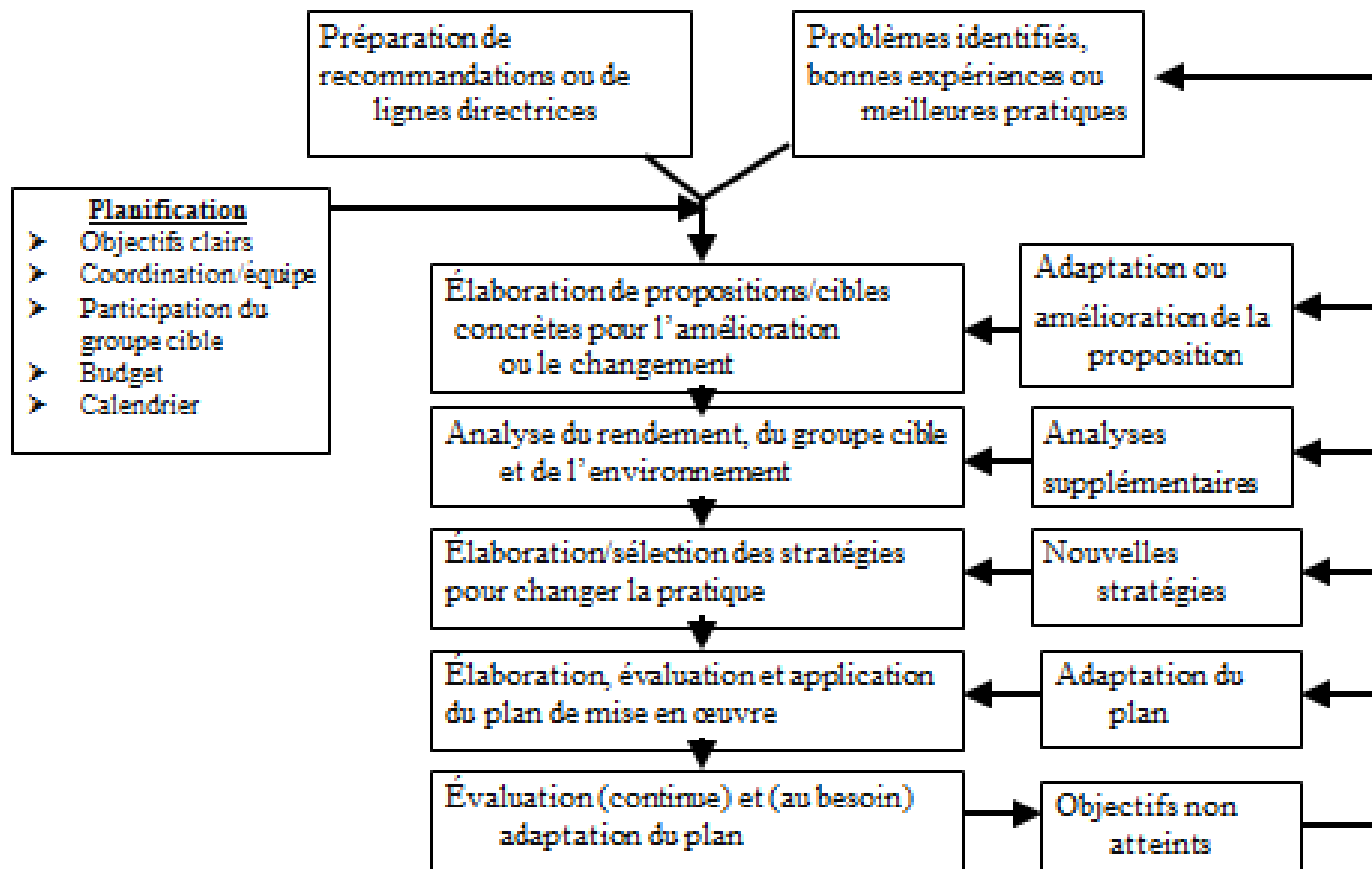 Préparation de
recommandations ou de
lignes directrices
Problèmes identifiés,
bonnes expériences ou
meilleures pratiques
Planification
➤ Objectifs clairs
➤ Coordination/équipe
➤ Participation du
groupe cible
➤ Budget
➤ Calendrier
Élaboration de propositions/cibles
concrètes pour l’amélioration
ou le changement
Adaptation ou
amélioration de la
proposition
Analyse du rendement, du groupe cible
et de l’environnement
Analyses
supplémentaires
Élaboration/sélection des stratégies
pour changer la pratique
Nouvelles
stratégies
Élaboration, évaluation et application
du plan de mise en œuvre
Adaptation du
plan
Évaluation (continue) et (au besoin)
adaptation du plan
Objectifs non
atteints